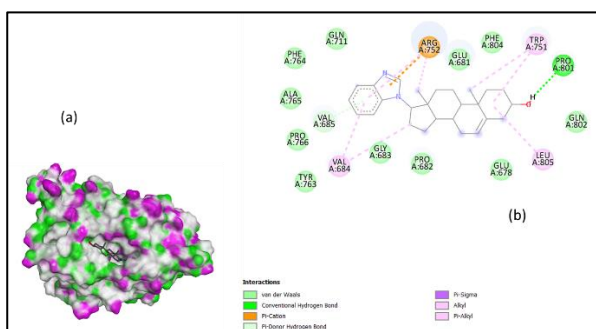 (a)
GLN
A:711
PHE
A:764
ALA
A:765
VAL
A:685
PRO
A:766
TYR
A:763
VAL
A:684
GLY
A:683
PRO
A:682
ARG
A:752
GLU
A:681
PHE
A:804
TRP
A:751
PRO
A:801
GLN
A:802
LEU
A:805
GLU
A:678
N
N
H
O
(b)
Interactions
van der Waals
Conventional Hydrogen Bond
Pi-Cation
Pi-Donor Hydrogen Bond
Pi-Sigma
Alkyl
Pi-Alkyl